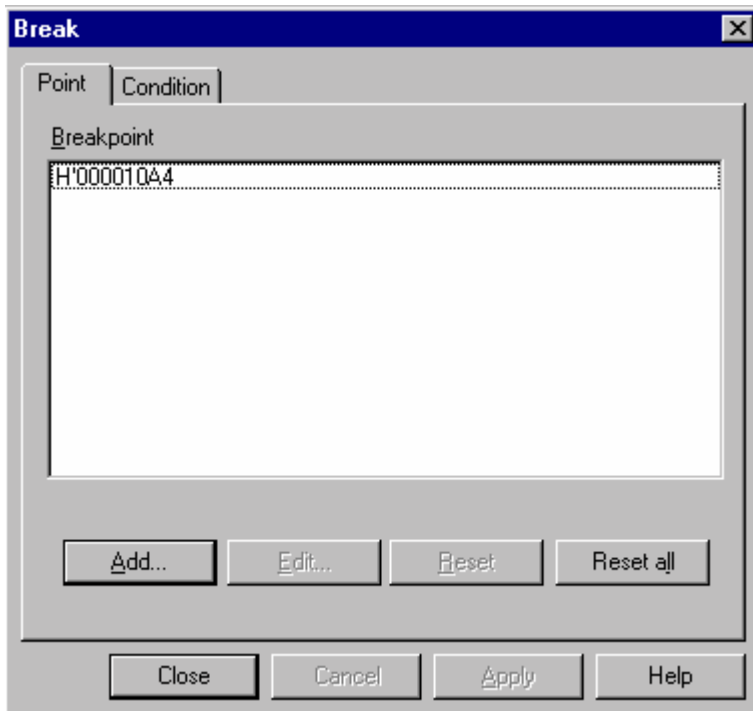 Break
Point Condition
Breakpoint
H'000010A4
Add... Edit... Reset Reset all
Close Cancel Apply Help